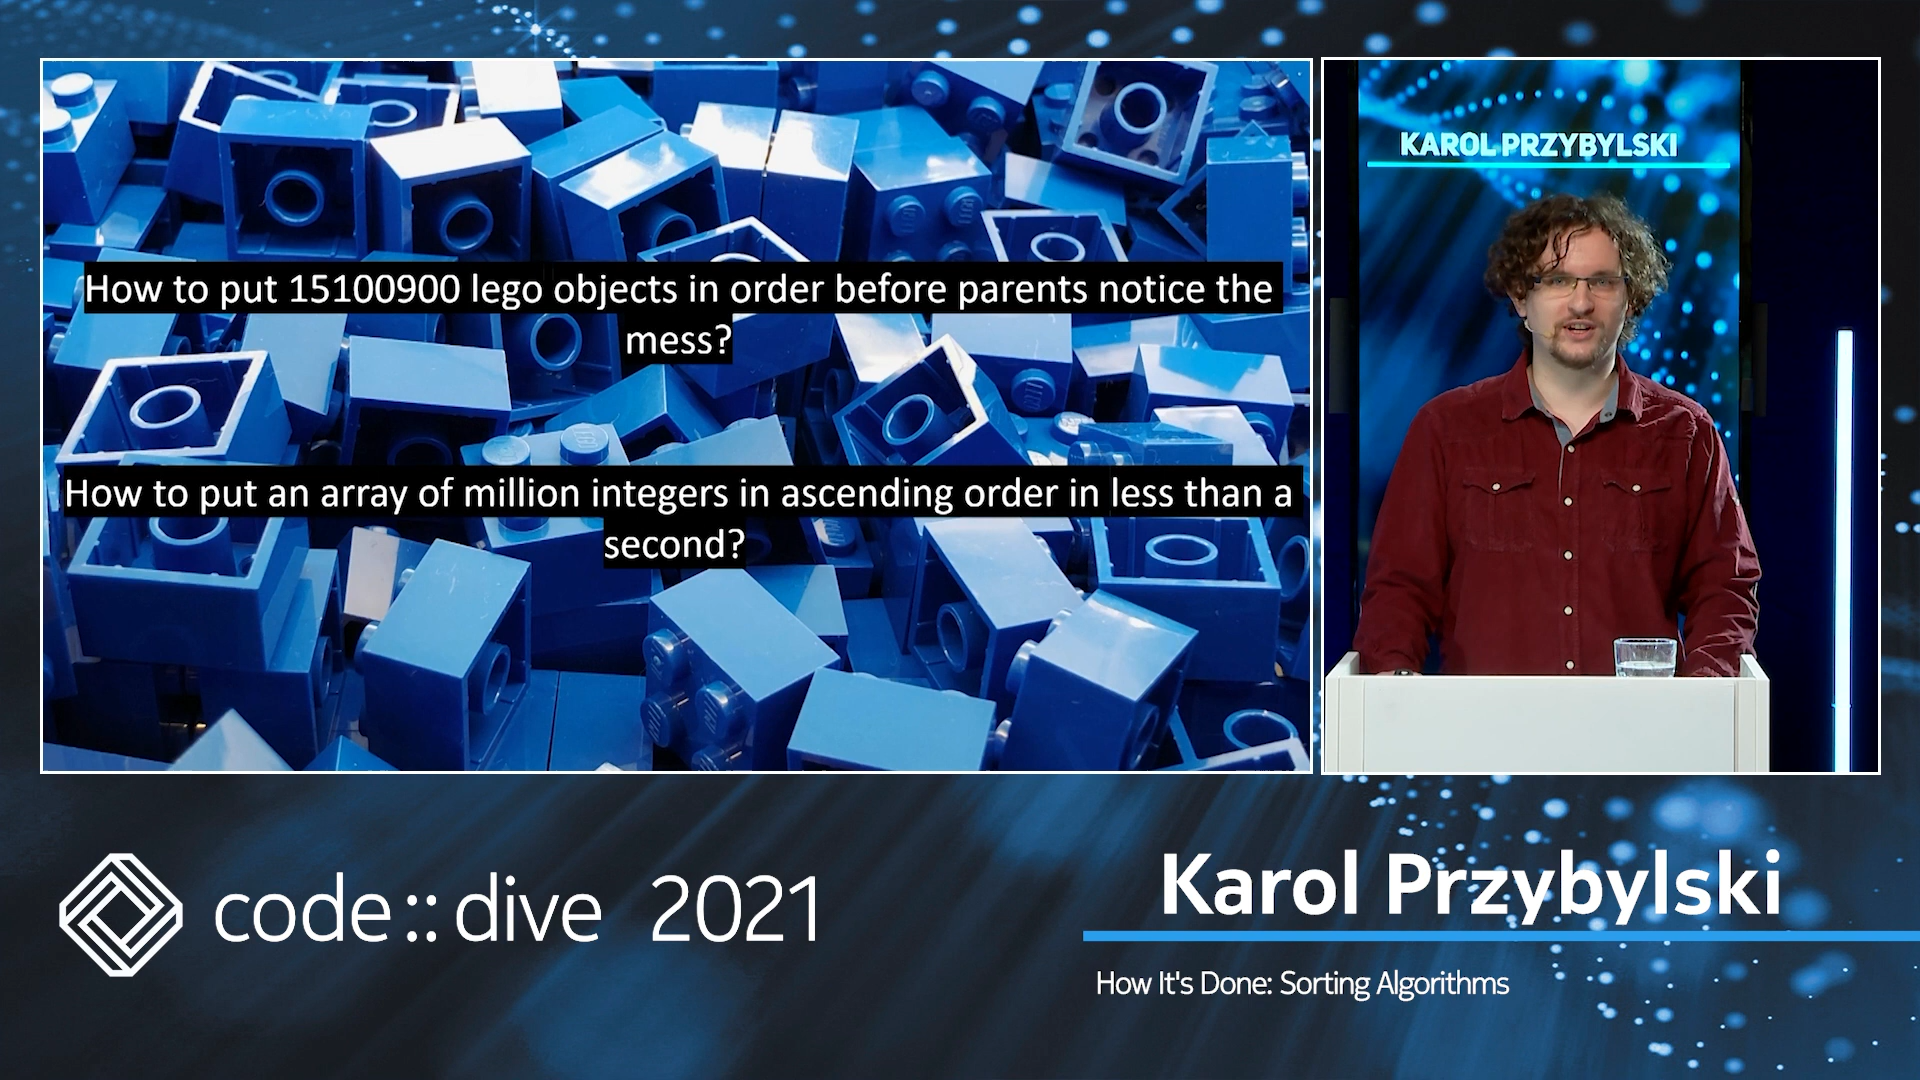 How to put 15100900 lego objects in order before parents notice the
mess?
How to put an array of million integers in ascending order in less than a
second?
KAROL PRZYBYLSKI
code::dive 2021
Karol Przybylski
How It's Done: Sorting Algorithms